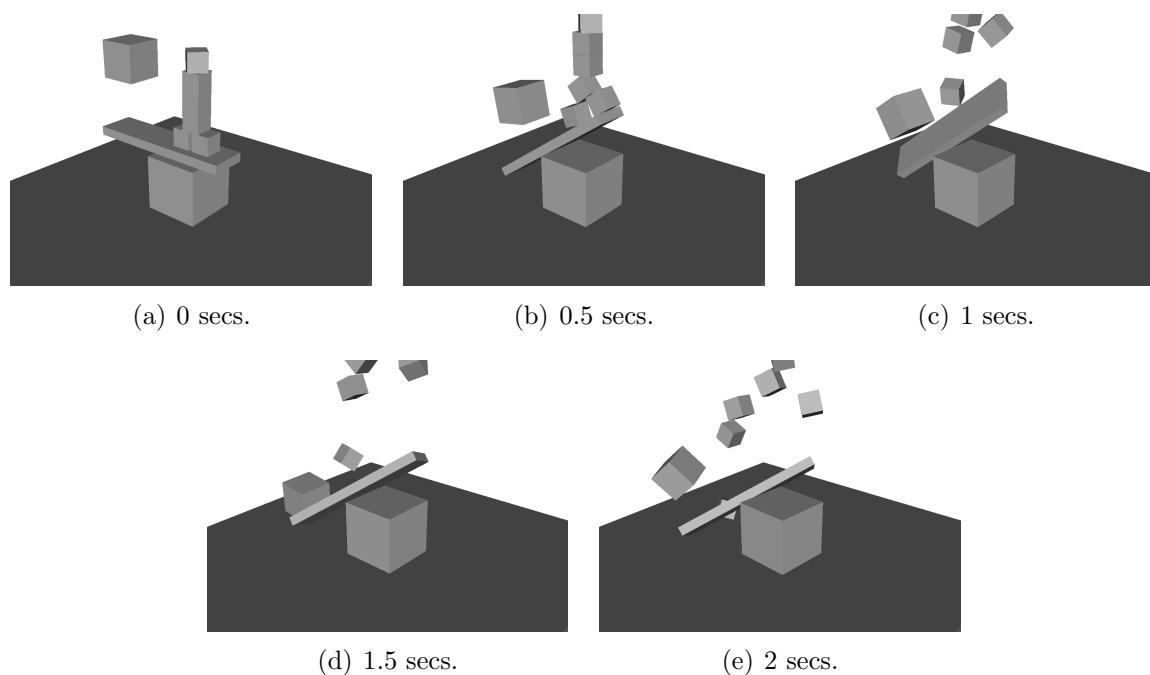 (a) 0 secs.
(b) 0.5 secs.
(c) 1 secs.
(d) 1.5 secs.
(e) 2 secs.